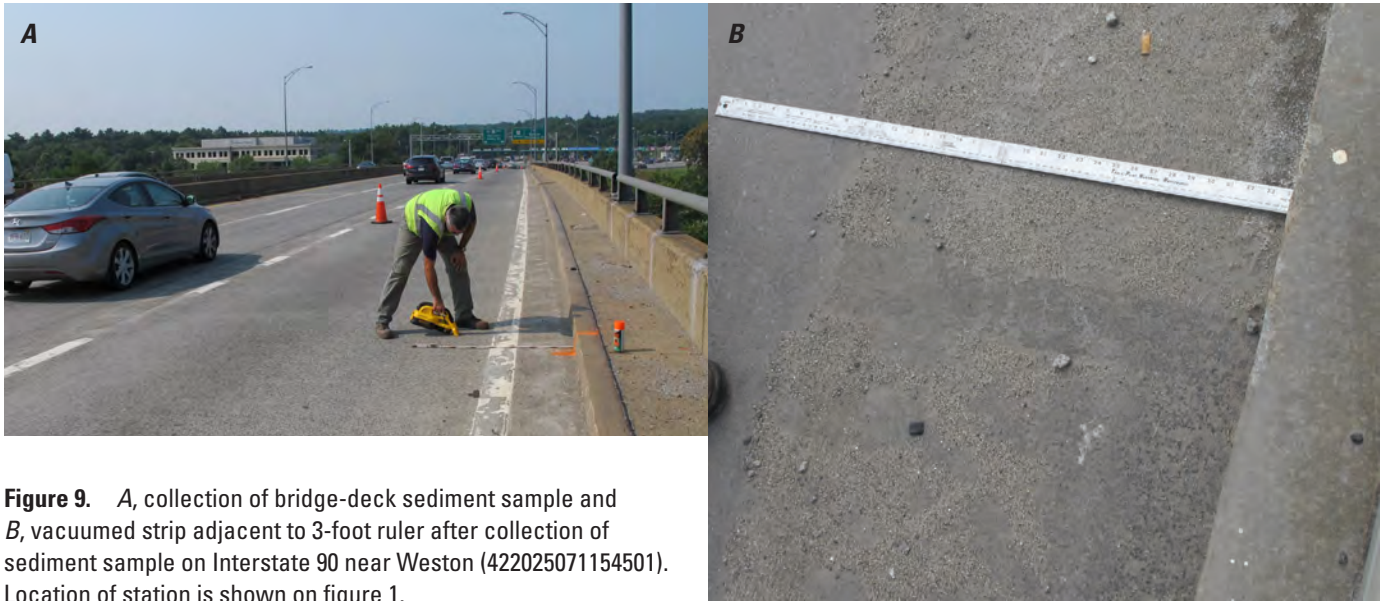 A
B
Figure 9. A, collection of bridge-deck sediment sample and
B, vacuumed strip adjacent to 3-foot ruler after collection of
sediment sample on Interstate 90 near Weston (422025071154501).
Location of station is shown on figure 1.